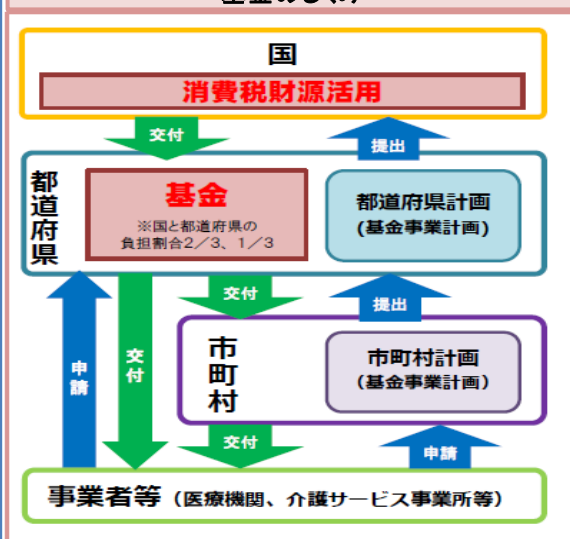 国
消費税財源活用
交付
提出
都道府県
基金
※国と都道府県の
負担割合2／3、1／3
都道府県計画
(基金事業計画)
交付
提出
申請
交付
市町村
市町村計画
（基金事業計画）
交付
申請
事業者等（医療機関、介護サービス事業所等）